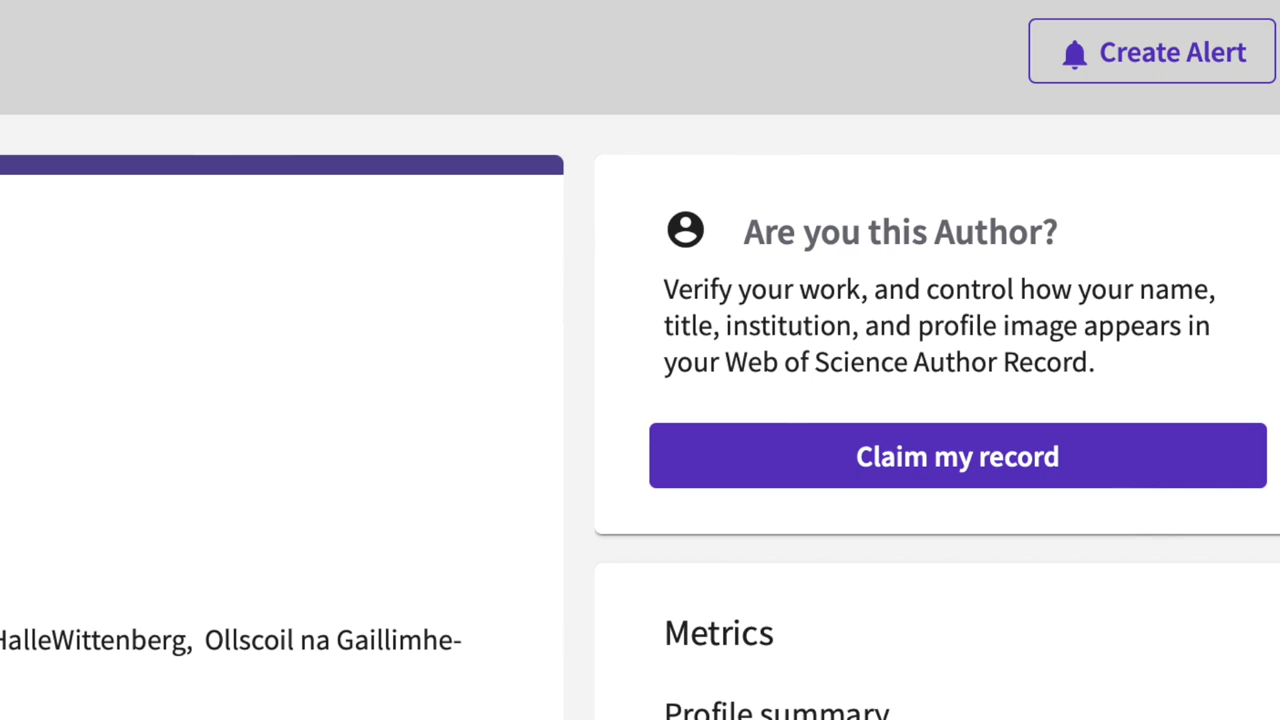 Create Alert
Are you this Author?
Verify your work, and control how your name,
title, institution, and profile image appears in
your Web of Science Author Record.
Claim my record
HalleWittenberg, Ollscoil na Gaillimhe-
Metrics
Profile summary